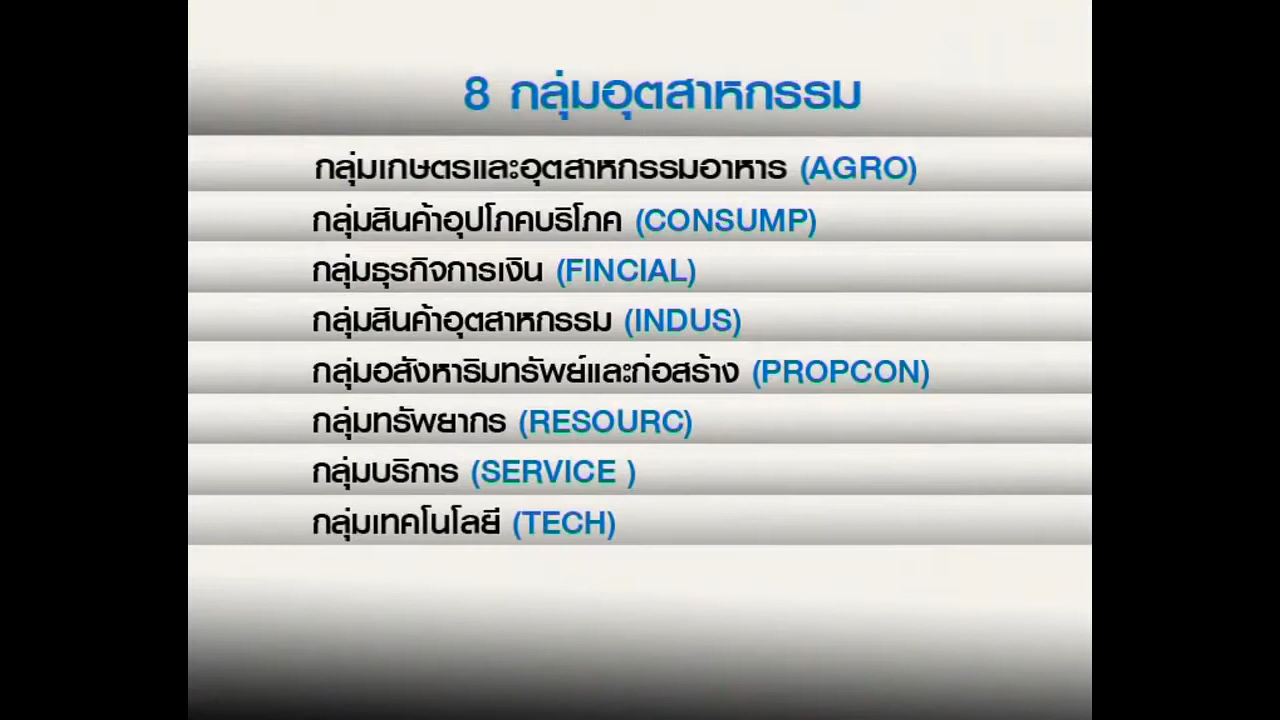 8 กลุ่มอุตสาหกรรม
กลุ่มเกษตรและอุตสาหกรรมอาหาร (AGRO)
กลุ่มสินค้าอุปโภคบริโภค (CONSUMP)
กลุ่มธุรกิจการเงิน (FINCIAL)
กลุ่มสินค้าอุตสาหกรรม (INDUS)
กลุ่มอสังหาริมทรัพย์และก่อสร้าง (PROPCON)
กลุ่มทรัพยากร (RESOURC)
กลุ่มบริการ (SERVICE )
กลุ่มเทคโนโลยี (TECH)